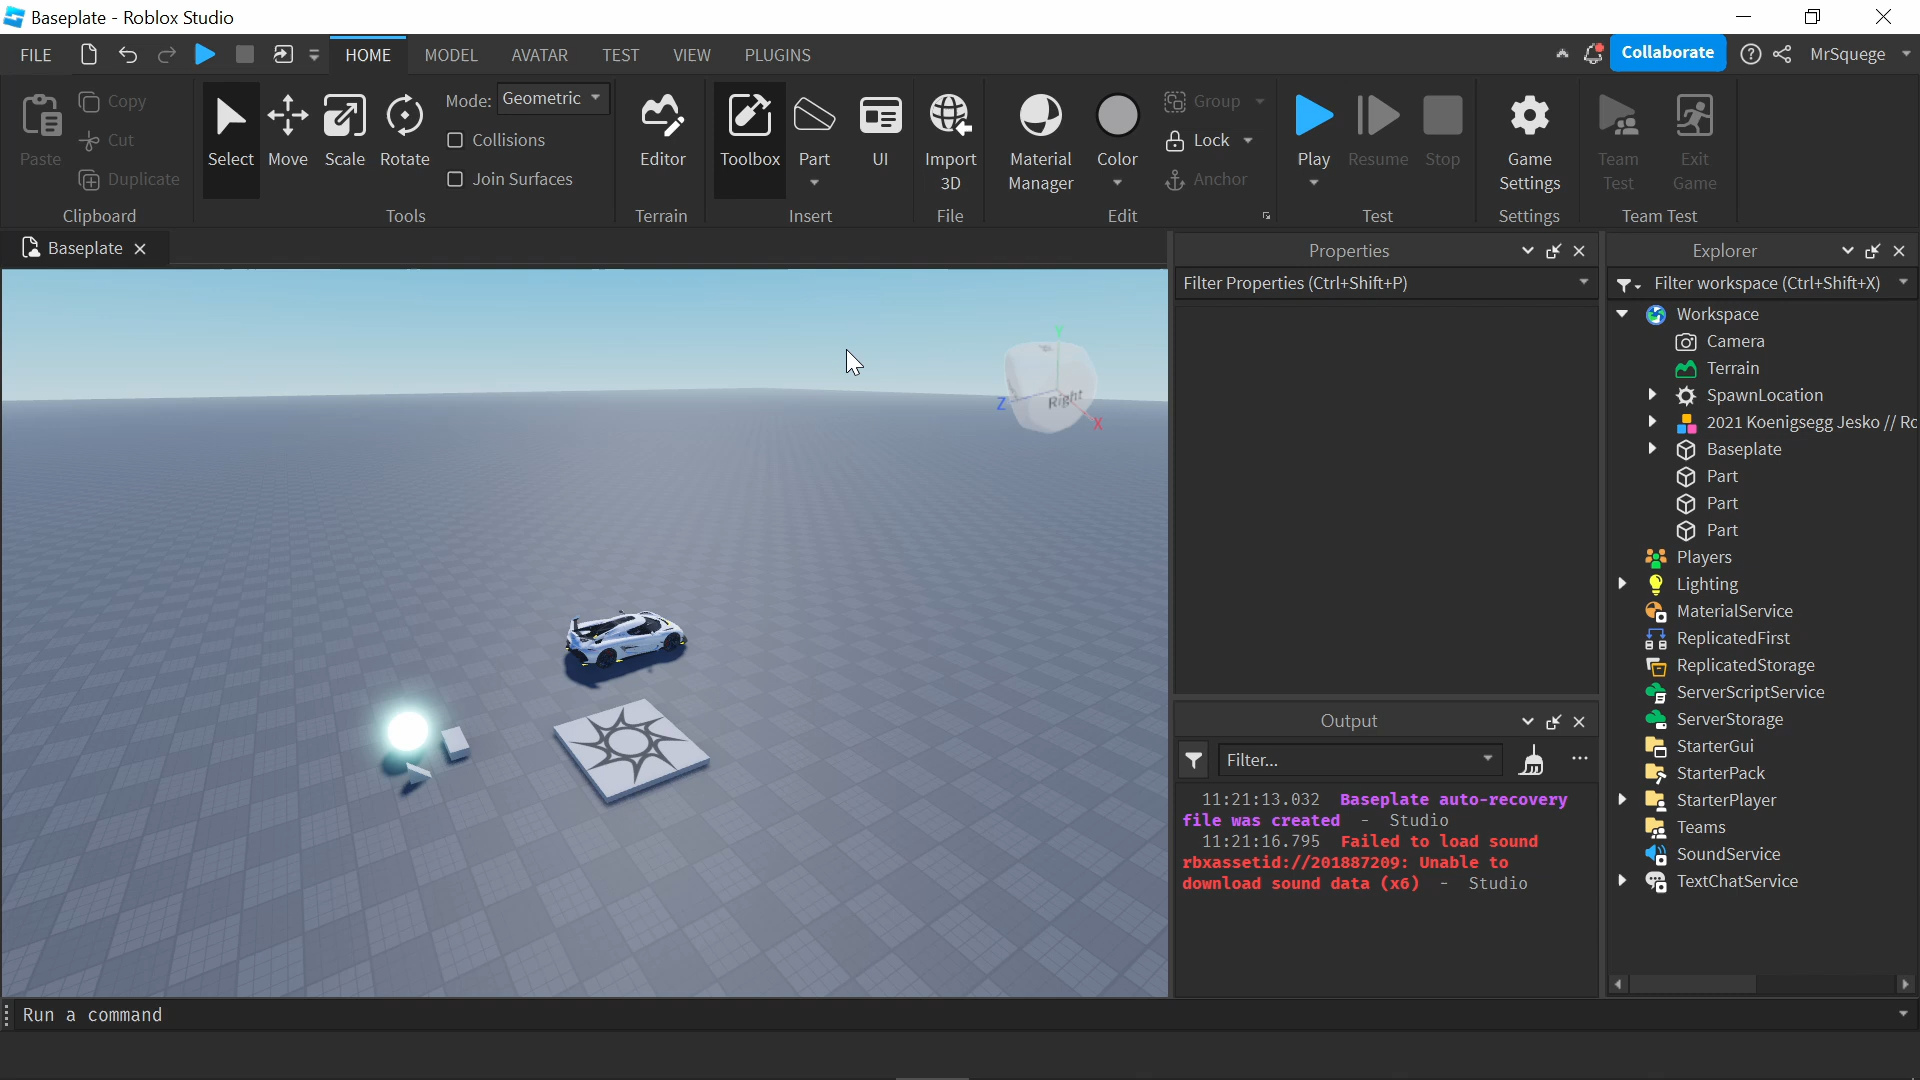 Baseplate - Roblox Studio
FILE
HOME
MODEL
AVATAR
TEST
VIEW
PLUGINS
Collaborate
MrSquege
Paste
Copy
Cut
Duplicate
Clipboard
Select
Move
Scale
Rotate
Mode: Geometric
Collisions
Join Surfaces
Tools
Editor
Terrain
Toolbox
Part
UI
Insert
Import
3D
File
Material
Manager
Color
Group
Lock
Anchor
Edit
Play
Resume
Stop
Test
Game
Settings
Settings
Team
Test
Exit
Game
Team Test
Baseplate
Y
Z
Right
X
Properties
Filter Properties (Ctrl+Shift+P)
Output
Filter...
11:21:13.032 Baseplate auto-recovery
file was created - Studio
11:21:16.795 Failed to load sound
rbxassetid://201887209: Unable to
download sound data (x6) - Studio
Explorer
Filter workspace (Ctrl+Shift+X)
Workspace
Camera
Terrain
SpawnLocation
2021 Koenigsegg Jesko // Ro
Baseplate
Part
Part
Part
Players
Lighting
MaterialService
ReplicatedFirst
ReplicatedStorage
ServerScriptService
ServerStorage
StarterGui
StarterPack
StarterPlayer
Teams
SoundService
TextChatService
Run a command